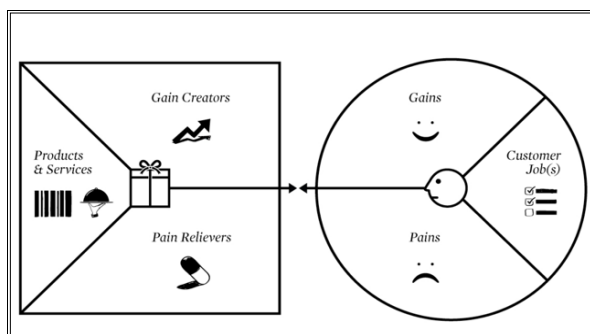 Gain Creators
Products
& Services
Pain Relievers
Gains
Customer
Job(s)
Pains